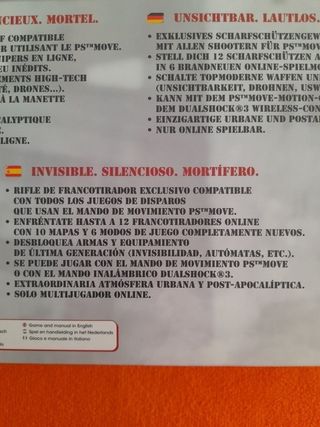 CIEUX. MORTEL.
F COMPATIBLE
R UTILISANT LE PS™MOVE.
UIPERS EN LIGNE,
EU INÉDITS.
EMENTS HIGH-TECH
TÉ, DRONES...).
À LA MANETTE
CALYPTIQUE
E.
LIGNE.
UNSICHTBAR. LAUTLOS.
• EXKLUSIVES SCHARFSCHÜTZENGEW
MIT ALLEN SHOOTERN FÜR PS™MOV
• STELL DICH 12 SCHARFSCHÜTZEN A
IN 6 BRANDNEUEN ONLINE-SPIELMO
• SCHALTE TOPMODERNE WAFFEN UN
(UNSICHTBARKEIT, DROHNEN, USW
• KANN MIT DEM PS™MOVE-MOTION-C
DEM DUALSHOCK®3 WIRELESS-CON
• EINZIGARTIGE URBANE UND POSTA
• NUR ONLINE SPIELBAR.
INVISIBLE. SILENCIOSO. MORTÍFERO.
• RIFLE DE FRANCOTIRADOR EXCLUSIVO COMPATIBLE
CON TODOS LOS JUEGOS DE DISPAROS
QUE USAN EL MANDO DE MOVIMIENTO PS™MOVE.
• ENFRÉNTATE HASTA A 12 FRANCOTIRADORES ONLINE
CON 10 MAPAS Y 6 MODOS DE JUEGO COMPLETAMENTE NUEVOS.
• DESBLOQUEA ARMAS Y EQUIPAMIENTO
DE ÚLTIMA GENERACIÓN (INVISIBILIDAD, AUTÓMATAS, ETC.).
• SE PUEDE JUGAR CON EL MANDO DE MOVIMIENTO PS™MOVE
O CON EL MANDO INALÁMBRICO DUALSHOCK®3.
• EXTRAORDINARIA ATMÓSFERA URBANA Y POST-APOCALÍPTICA.
• SOLO MULTIJUGADOR ONLINE.
Game and manual in English
Spel en handleiding in het Nederlands
Gioco e manuale in Italiano